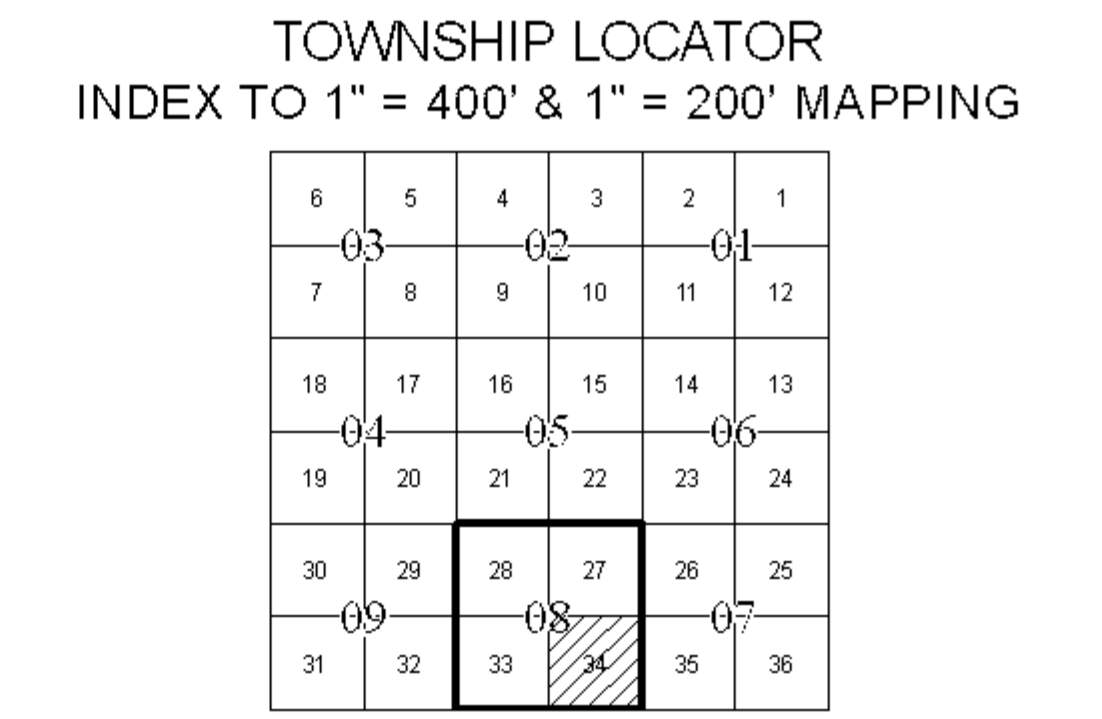 TOWNSHIP LOCATOR
INDEX TO 1" = 400' & 1" = 200' MAPPING
6 5 4 3 2 1
03 02 01
7 8 9 10 11 12
18 17 16 15 14 13
04 05 06
19 20 21 22 23 24
30 29 28 27 26 25
09 08 07
31 32 33 34 35 36